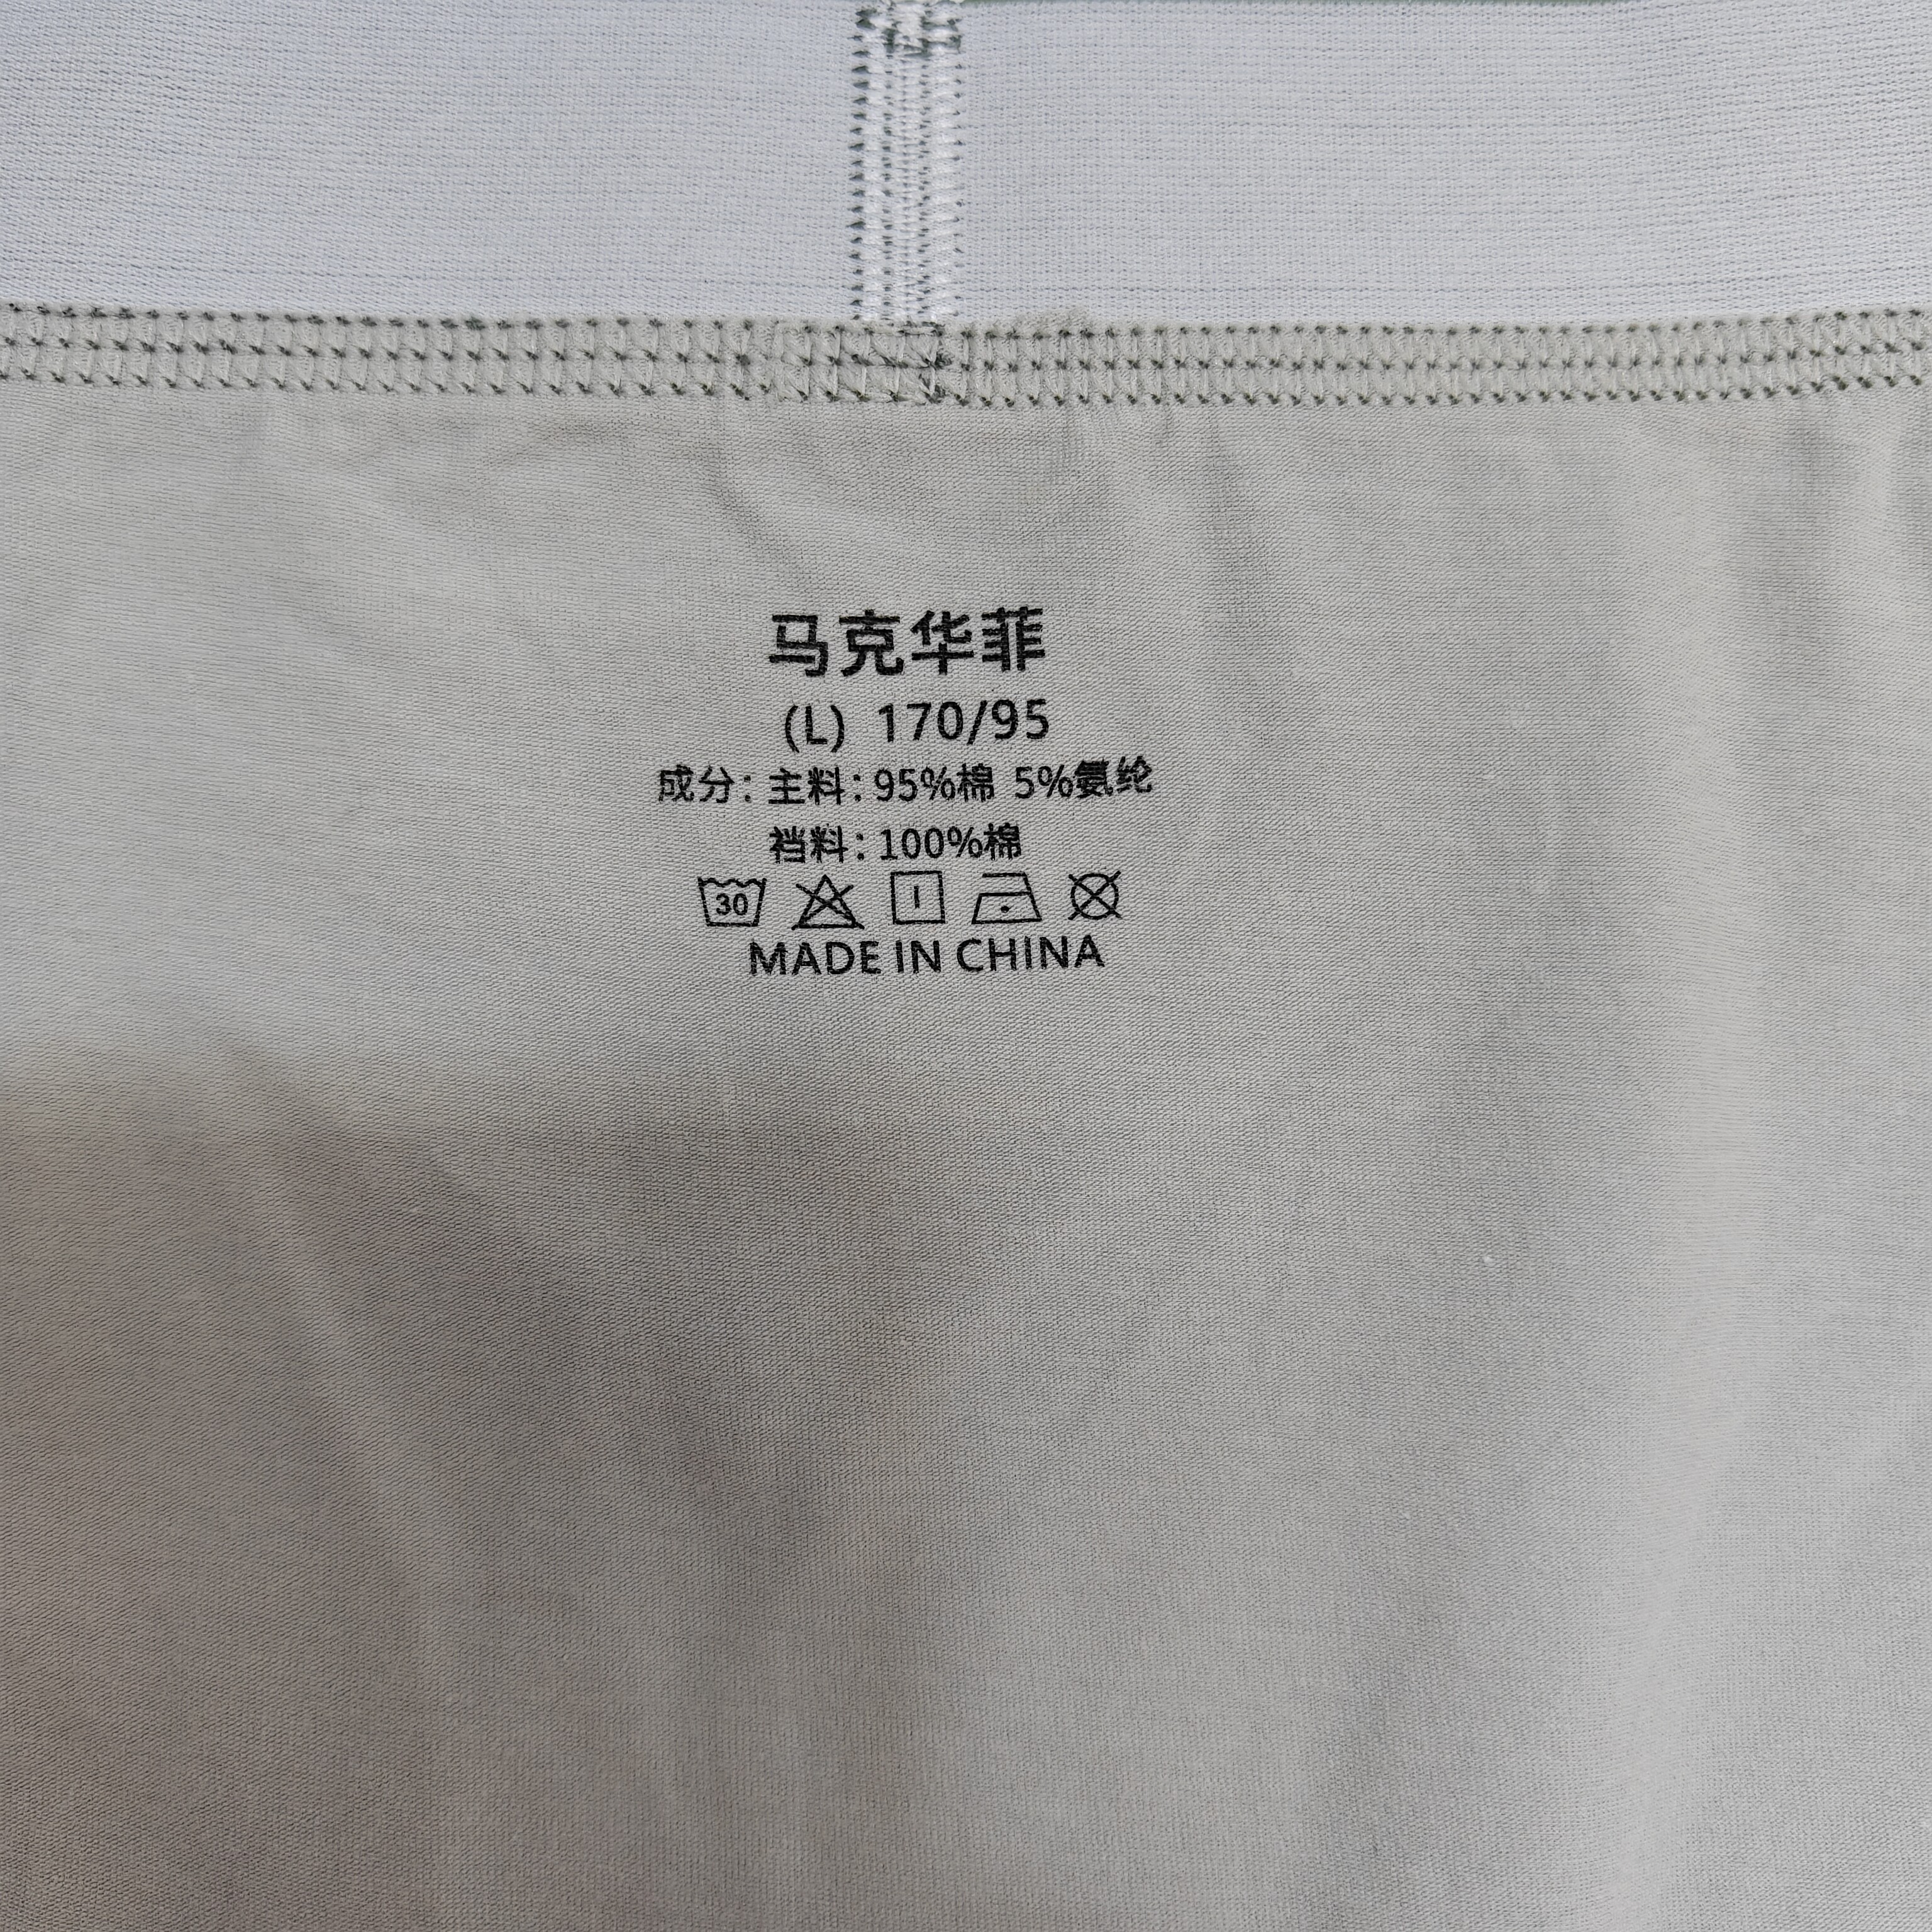 马克华菲
(L) 170/95
成分: 主料: 95%棉 5%氨纶
裆料: 100%棉
30
MADE IN CHINA